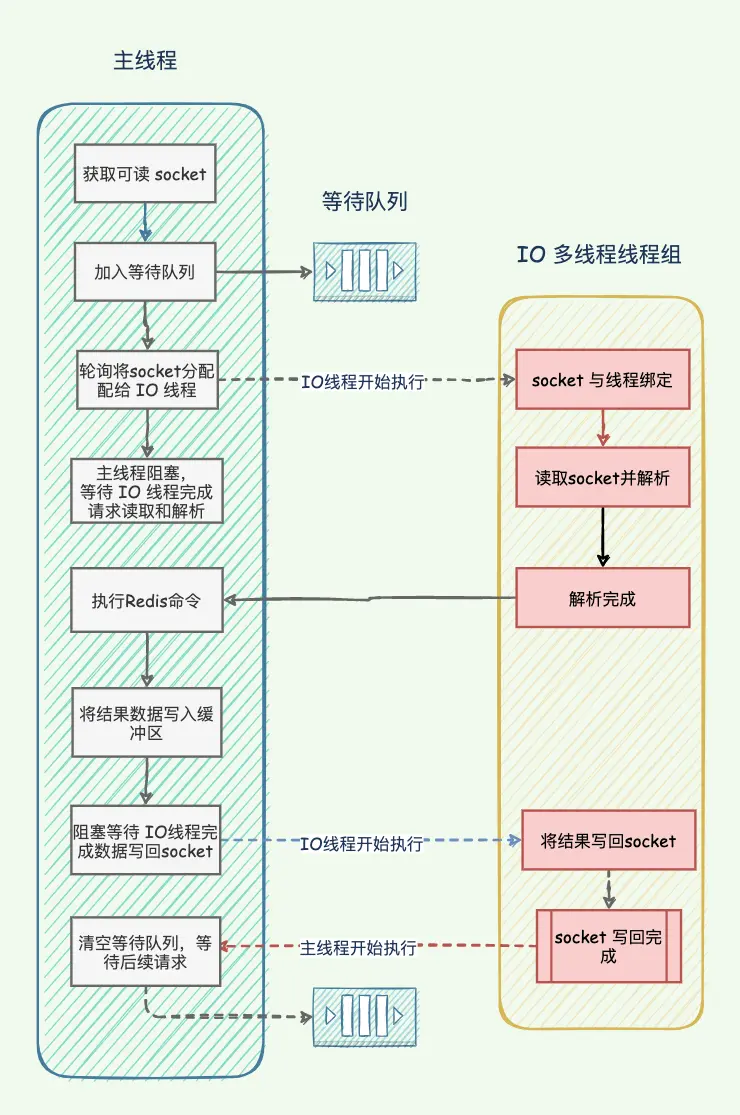 主线程
获取可读 socket
等待队列
加入等待队列
IO 多线程线程组
轮询将socket分配
配给 IO 线程
IO线程开始执行
socket 与线程绑定
主线程阻塞，
等待 IO 线程完成
请求读取和解析
读取socket并解析
执行Redis命令
解析完成
将结果数据写入缓
冲区
阻塞等待 IO线程完
成数据写回socket
IO线程开始执行
将结果写回socket
清空等待队列，等
待后续请求
主线程开始执行
socket 写回完
成